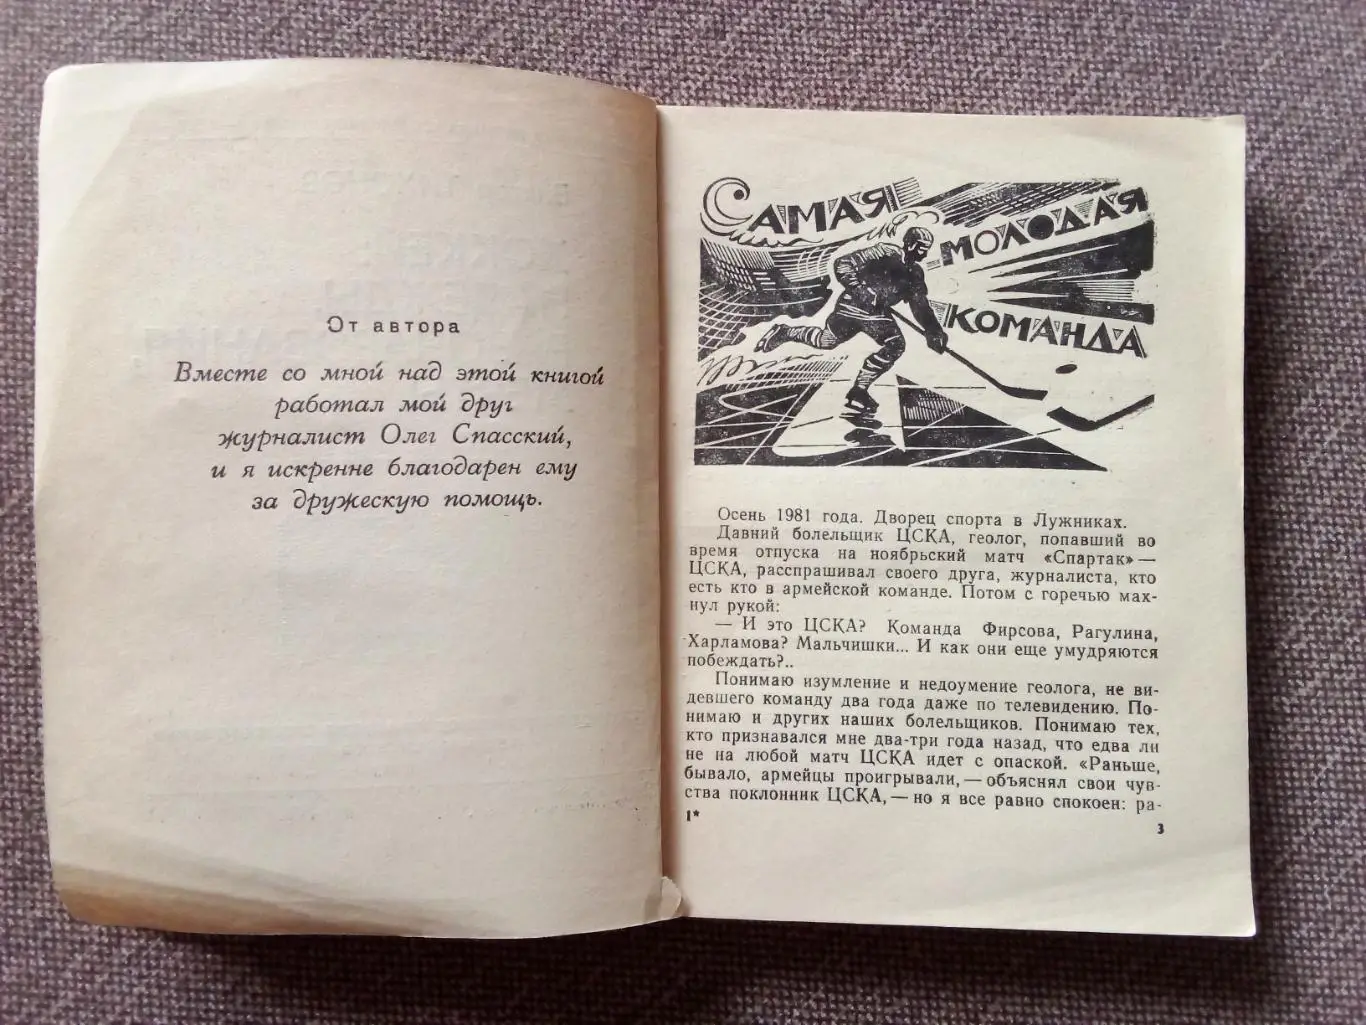 От автора
Вместе со мной над этой книгой
работал мой друг
журналист Олег Спасский,
и я искренне благодарен ему
за дружескую помощь.
САМАЯ
МОЛОДАЯ
КОМАНДА
Осень 1981 года. Дворец спорта в Лужниках.
Давний болельщик ЦСКА, геолог, попавший во
время отпуска на ноябрьский матч «Спартак» —
ЦСКА, расспрашивал своего друга, журналиста, кто
есть кто в армейской команде. Потом с горечью мах-
нул рукой:
— И это ЦСКА? Команда Фирсова, Рагулина,
Харламова? Мальчишки... И как они еще умудряются
побеждать?..
Понимаю изумление и недоумение геолога, не ви-
девшего команду два года даже по телевидению. По-
нимаю и других наших болельщиков. Понимаю тех,
кто признавался мне два-три года назад, что едва ли
не на любой матч ЦСКА идет с опаской. «Раньше,
бывало, армейцы проигрывали, — объяснял свои чув-
ства поклонник ЦСКА, — но я все равно спокоен: ра-
1*
3